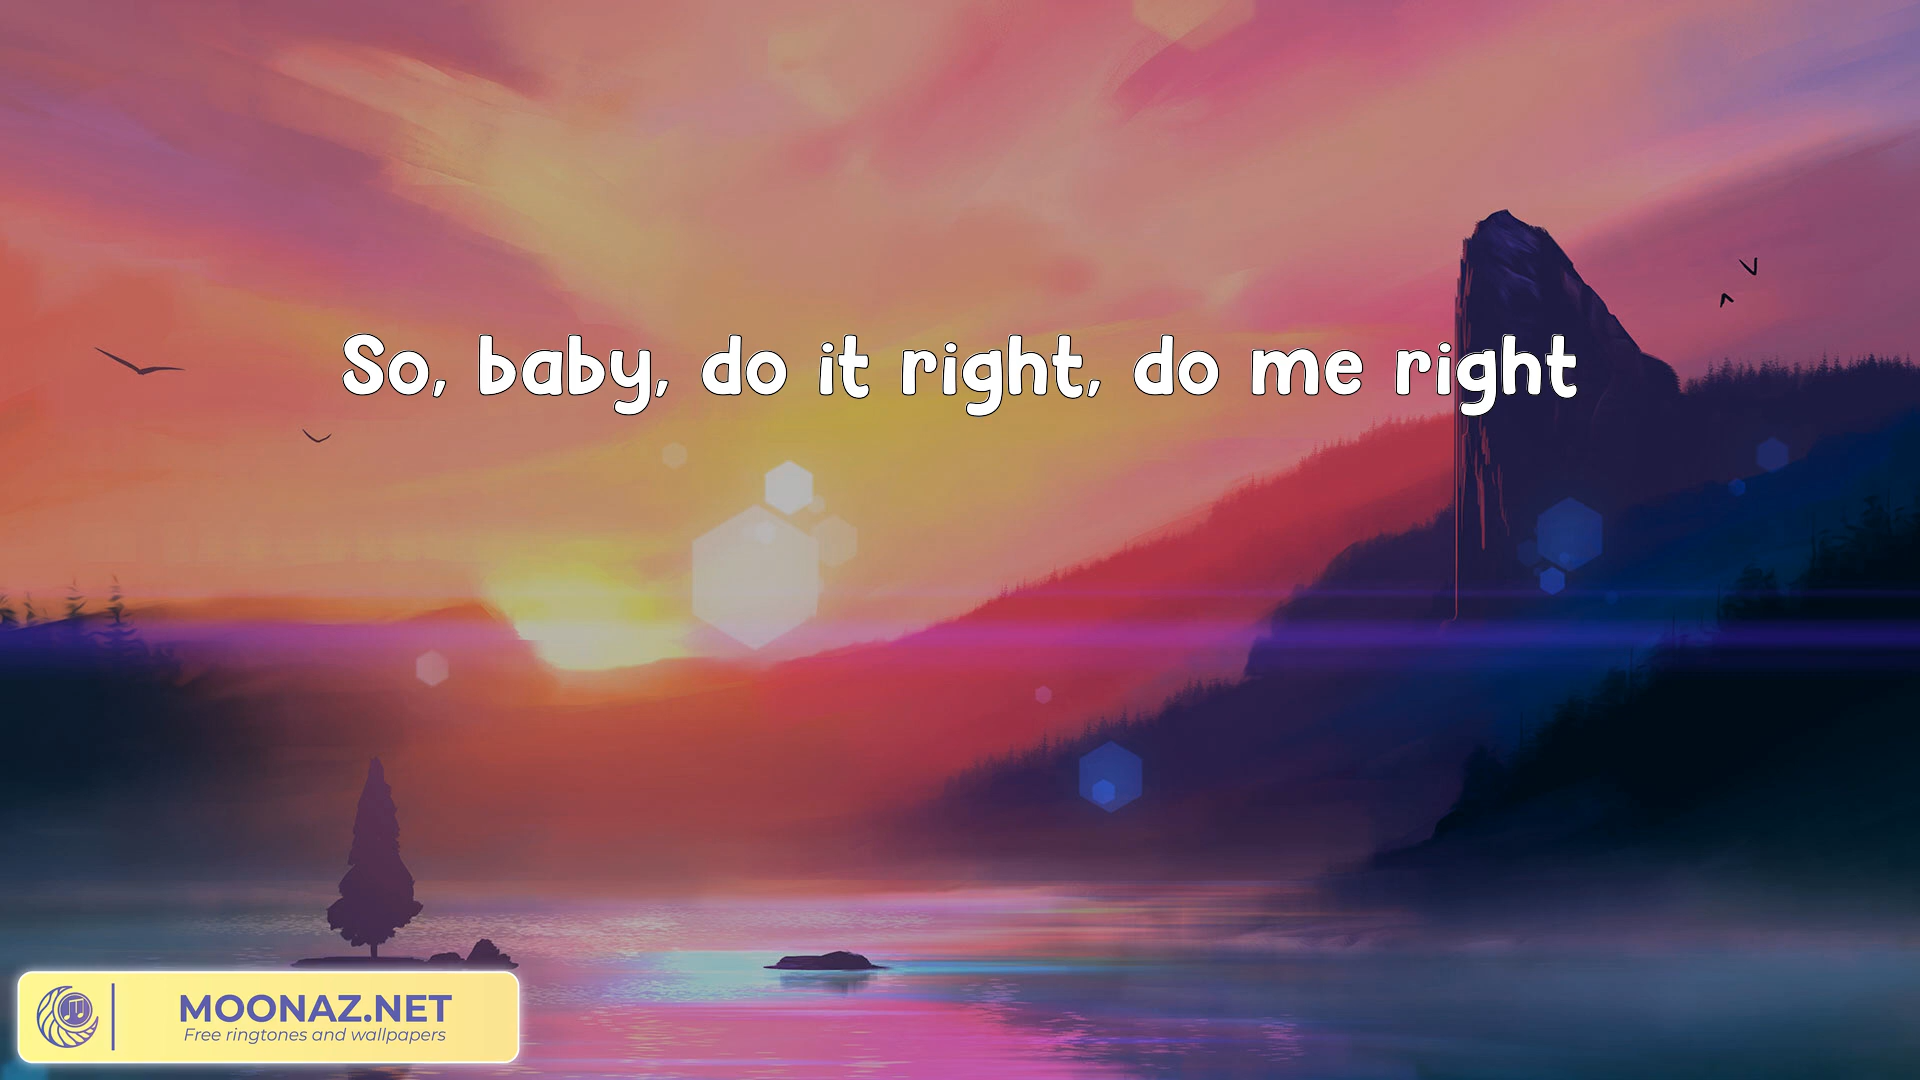 So, baby, do it right, do me right
MOONAZ.NET
Free ringtones and wallpapers